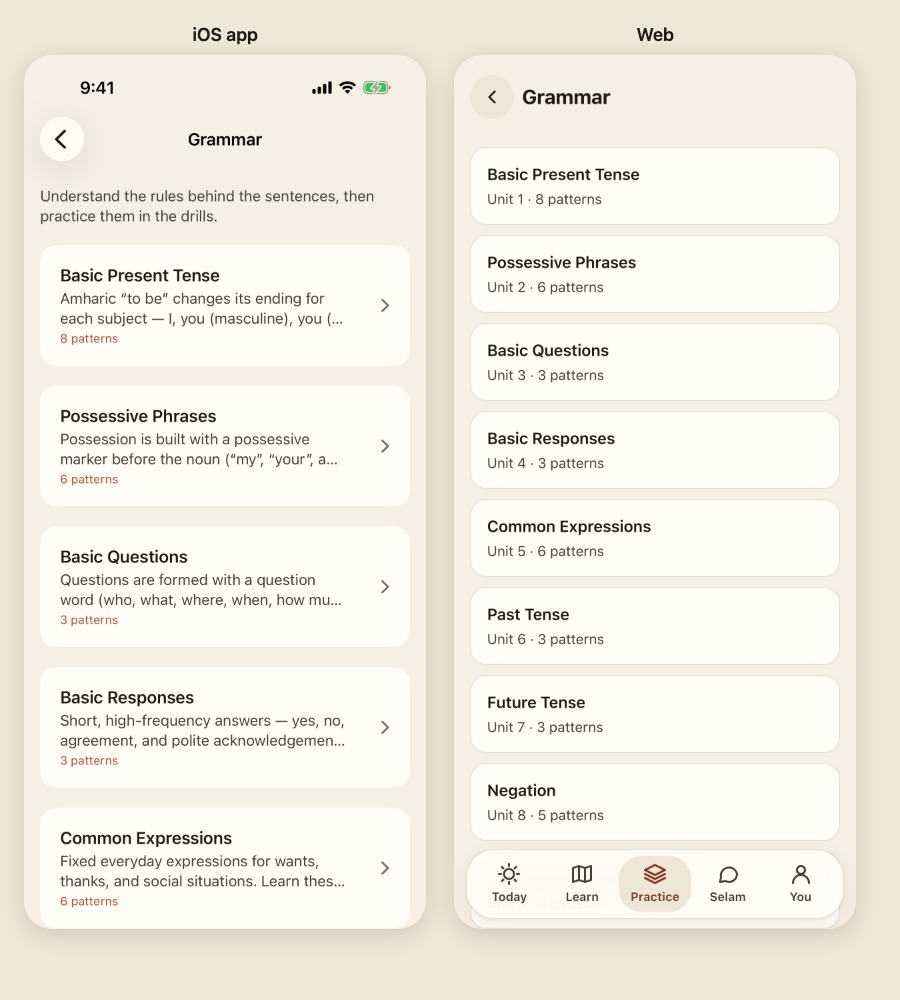 iOS app
9:41
Grammar
Understand the rules behind the sentences, then
practice them in the drills.
Basic Present Tense
Amharic “to be” changes its ending for
each subject — I, you (masculine), you (...
8 patterns
Possessive Phrases
Possession is built with a possessive
marker before the noun (“my”, “your”, a...
6 patterns
Basic Questions
Questions are formed with a question
word (who, what, where, when, how mu...
3 patterns
Basic Responses
Short, high-frequency answers — yes, no,
agreement, and polite acknowledgemen...
3 patterns
Common Expressions
Fixed everyday expressions for wants,
thanks, and social situations. Learn thes...
6 patterns
Web
Grammar
Basic Present Tense
Unit 1 · 8 patterns
Possessive Phrases
Unit 2 · 6 patterns
Basic Questions
Unit 3 · 3 patterns
Basic Responses
Unit 4 · 3 patterns
Common Expressions
Unit 5 · 6 patterns
Past Tense
Unit 6 · 3 patterns
Future Tense
Unit 7 · 3 patterns
Negation
Unit 8 · 5 patterns
Today
Learn
Practice
Selam
You